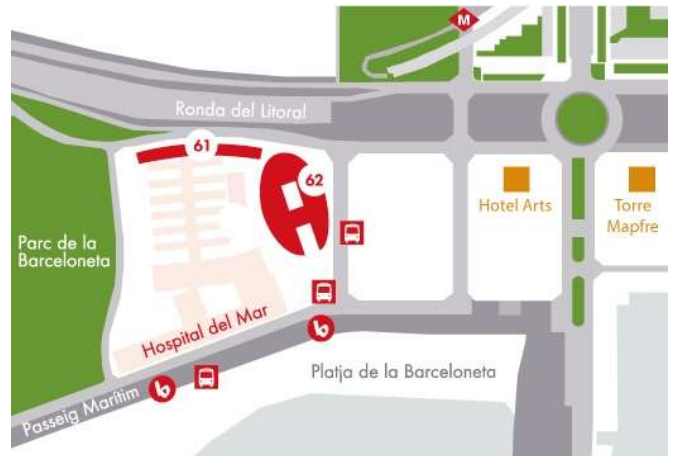 M
Ronda del Litoral
61
62
Hotel Arts
Torre
Mapfre
Parc de la
Barceloneta
Hospital del Mar
Platja de la Barceloneta
Passeig Marítim